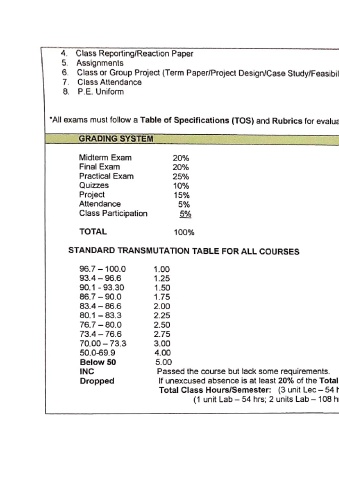 4. Class Reporting/Reaction Paper
5. Assignments
6. Class or Group Project (Term Paper/Project Design/Case Study/Feasibil
7. Class Attendance
8. P.E. Uniform
*All exams must follow a Table of Specifications (TOS) and Rubrics for evalua
GRADING SYSTEM
Midterm Exam 20%
Final Exam 20%
Practical Exam 25%
Quizzes 10%
Project 15%
Attendance 5%
Class Participation 5%
TOTAL 100%
STANDARD TRANSMUTATION TABLE FOR ALL COURSES
96.7 – 100.0 1.00
93.4 – 96.6 1.25
90.1 - 93.30 1.50
86.7 – 90.0 1.75
83.4 – 86.6 2.00
80.1 – 83.3 2.25
76.7 – 80.0 2.50
73.4 – 76.6 2.75
70.00 – 73.3 3.00
50.0-69.9 4.00
Below 50 5.00
INC Passed the course but lack some requirements.
Dropped If unexcused absence is at least 20% of the Total
Total Class Hours/Semester: (3 unit Lec – 54 h
(1 unit Lab – 54 hrs; 2 units Lab – 108 h